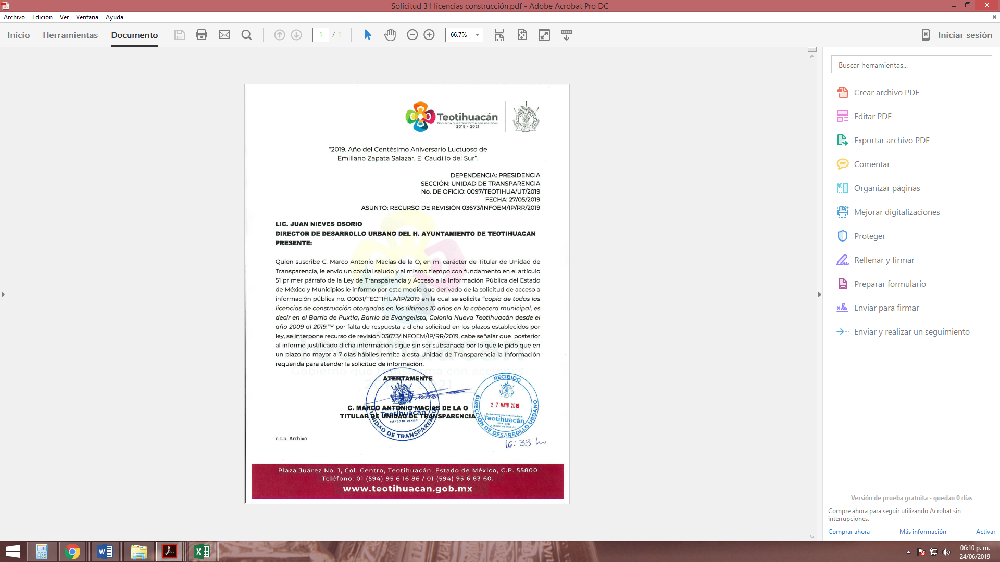 Solicitud 31 licencias construcción.pdf - Adobe Acrobat Pro DC
Archivo Edición Ver Ventana Ayuda
Inicio Herramientas Documento 1 / 1 66.7% Iniciar sesión
Buscar herramientas...
Crear archivo PDF
Editar PDF
Exportar archivo PDF
Comentar
Organizar páginas
Mejorar digitalizaciones
Proteger
Rellenar y firmar
Preparar formulario
Enviar para firmar
Enviar y realizar un seguimiento
Versión de prueba gratuita - quedan 0 días
Compre ahora para seguir utilizando Acrobat sin
interrupciones.
Comprar ahora Más información Activar
Teotihuacán
Gobierno que transforma con acciones
2019 - 2021
“2019. Año del Centésimo Aniversario Luctuoso de
Emiliano Zapata Salazar. El Caudillo del Sur”.
DEPENDENCIA: PRESIDENCIA
SECCIÓN: UNIDAD DE TRANSPARENCIA
No. DE OFICIO: 0097/TEOTIHUA/UT/2019
FECHA: 27/05/2019
ASUNTO: RECURSO DE REVISIÓN 03673/INFOEM/IP/RR/2019
LIC. JUAN NIEVES OSORIO
DIRECTOR DE DESARROLLO URBANO DEL H. AYUNTAMIENTO DE TEOTIHUACAN
PRESENTE:
Quien suscribe C. Marco Antonio Macías de la O, en mi carácter de Titular de Unidad de
Transparencia, le envío un cordial saludo y al mismo tiempo con fundamento en el artículo
51 primer párrafo de la Ley de Transparencia y Acceso a la Información Pública del Estado
de México y Municipios le informo por este medio que derivado de la solicitud de acceso a
información pública no. 00031/TEOTIHUA/IP/2019 en la cual se solicita “copia de todas las
licencias de construcción otorgadas en los últimos 10 años en la cabecera municipal, es
decir en el Barrio de Puxtla, Barrio de Evangelista, Colonia Nueva Teotihuacán desde el
año 2009 al 2019.”Y por falta de respuesta a dicha solicitud en los plazos establecidos por
ley, se interpone recurso de revisión 03673/INFOEM/IP/RR/2019, cabe señalar que posterior
al informe justificado dicha información sigue sin ser subsanada por lo que le pido que en
un plazo no mayor a 7 días hábiles remita a esta Unidad de Transparencia la Información
requerida para atender la solicitud de información.
Gobierno que transforma con acciones
ATENTAMENTE
C. MARCO ANTONIO MACIAS DE LA O
TITULAR DE UNIDAD DE TRANSPARENCIA
Teotihuacán
ESTADO DE MEXICO
UNIDAD DE TRANSPARENCIA
RECIBIDO
27 MAYO 2019
H. Ayuntamiento Constitucional
Teotihuacán
2019 - 2021
ESTADO DE MEXICO
DIRECCIÓN DE DESARROLLO URBANO
16:33 hr
c.c.p. Archivo
Plaza Juárez No. 1, Col. Centro, Teotihuacán, Estado de México, C.P. 55800
Teléfono: 01 (594) 95 6 16 86 / 01 (594) 95 6 83 60.
www.teotihuacan.gob.mx
06:10 p. m.
24/06/2019